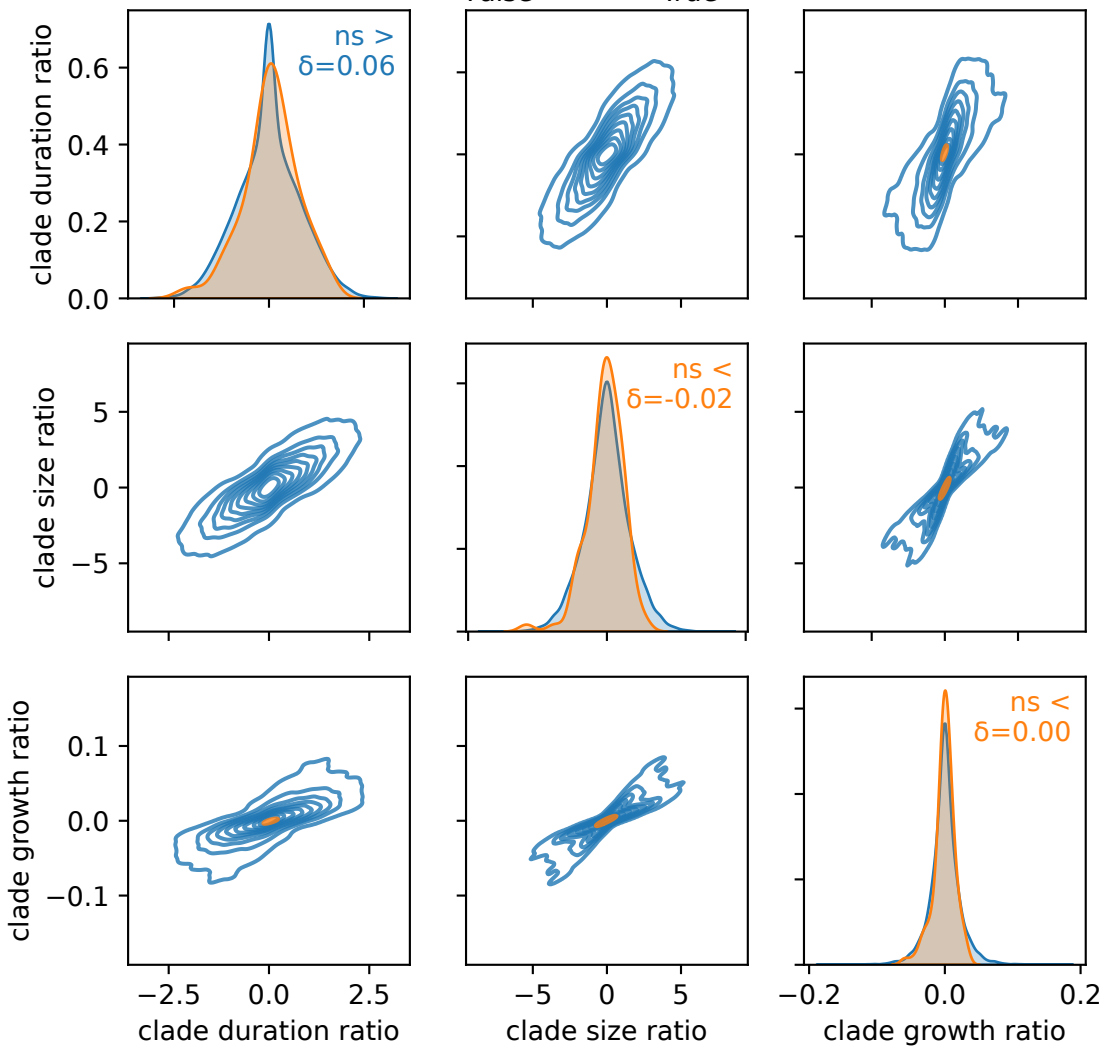 ns >
δ=0.06
clade duration ratio
0.6
0.4
0.2
0.0
ns <
δ=-0.02
clade size ratio
5
0
−5
ns <
δ=0.00
clade growth ratio
0.1
0.0
−0.1
−2.5 0.0 2.5
−5 0 5
−0.2 0.0 0.2
clade duration ratio
clade size ratio
clade growth ratio